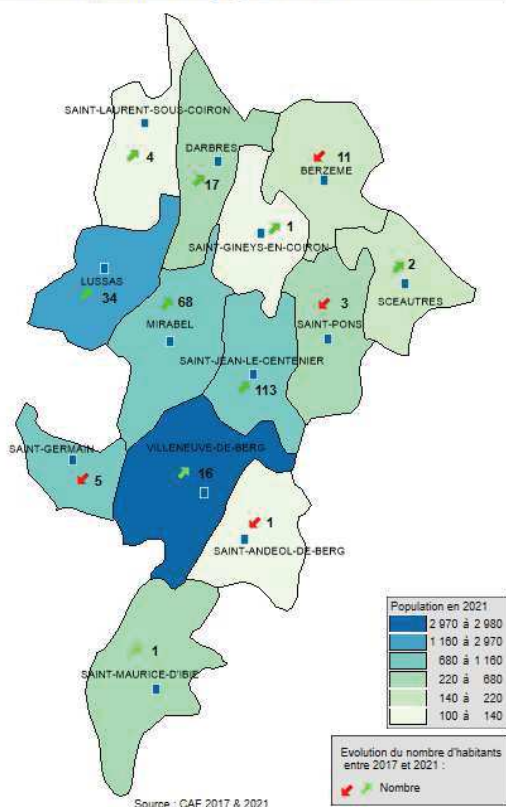 SAINT-LAURENT-SOUS-COIRON
4
DARBRES
17
11
BERZEME
1
SAINT-GINEYS-EN-COIRON
2
SCEAUTRES
LUSSAS
34
68
MIRABEL
3
SAINT-PONS
SAINT-JEAN-LE-CENTENIER
113
SAINT-GERMAIN
5
VILLENEUVE-DE-BERG
16
1
SAINT-ANDEOL-DE-BERG
1
SAINT-MAURICE-D'IBIE
Population en 2021
2 970 à 2 980
1 160 à 2 970
680 à 1 160
220 à 680
140 à 220
100 à 140
Evolution du nombre d'habitants
entre 2017 et 2021 :
Nombre
Source : CAF 2017 & 2021